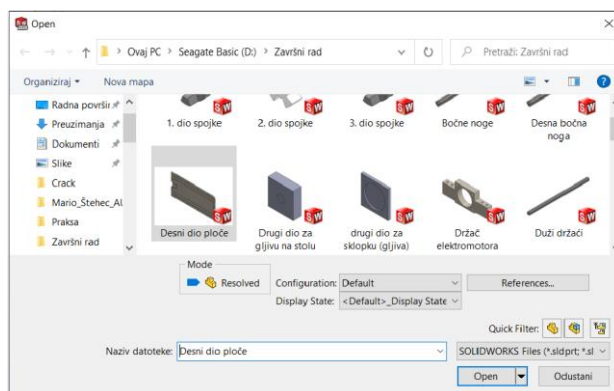 Open
Ovaj PC > Seagate Basic (D:) > Završni rad
Pretraži: Završni rad
Organiziraj
Nova mapa
Radna površir
Preuzimanja
Dokumenti
Slike
Crack
Mario_Štehec_Al
Praksa
Završni rad
1. dio spojke
2. dio spojke
3. dio spojke
Bočne noge
Desna bočna
noga
Desni dio ploče
Drugi dio za
gljivu na stolu
drugi dio za
sklopku (gljiva)
Držač
elektromotora
Duži držači
Mode
Resolved
Configuration: Default
References...
Display State: <Default>_Display State
Quick Filter:
Naziv datoteke: Desni dio ploče
SOLIDWORKS Files (*.sldprt; *.sl
Open
Odustani